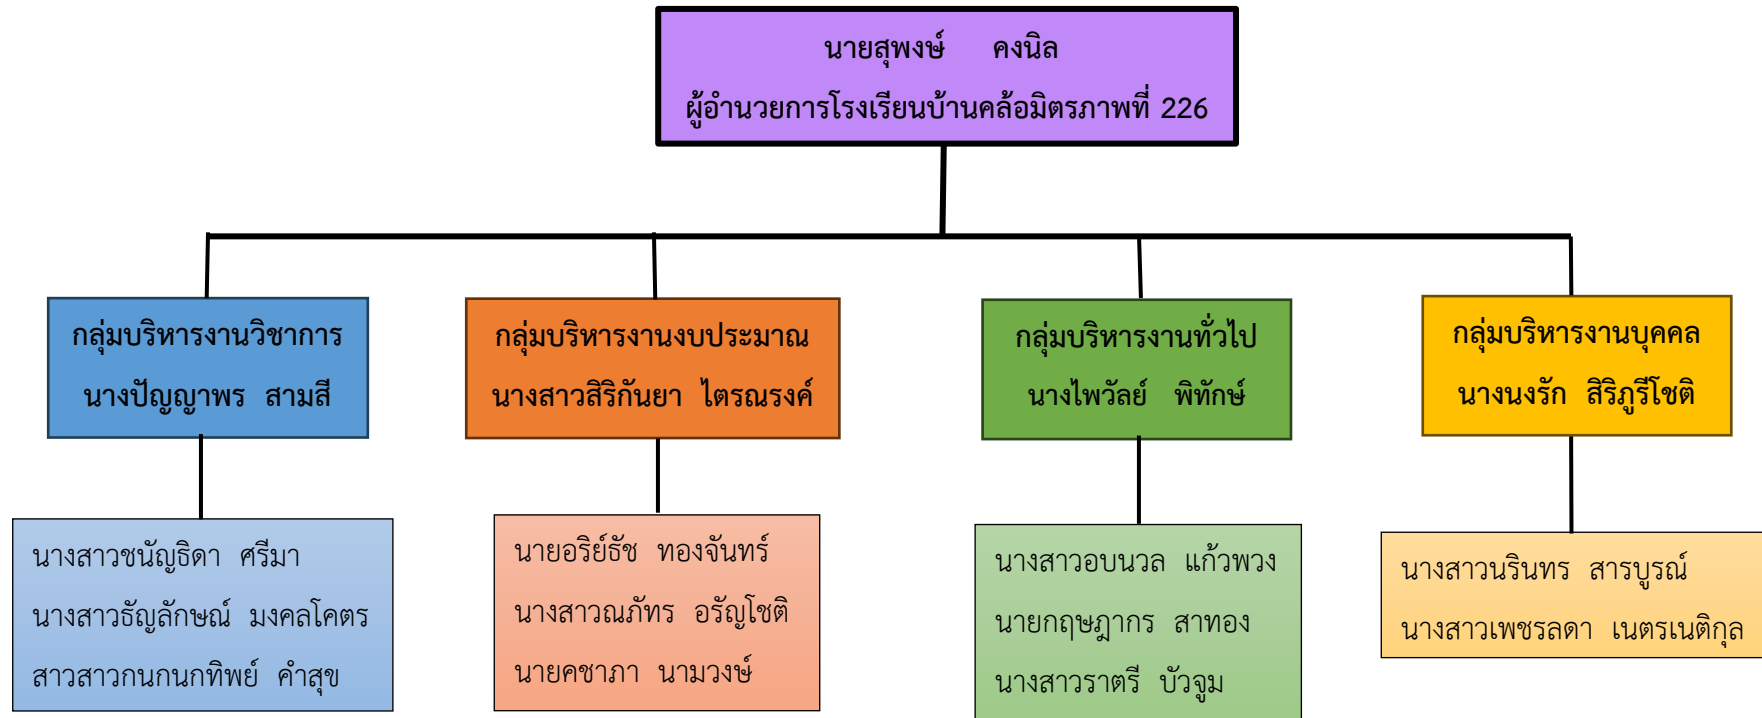 นายสุพงษ์ คงนิล
ผู้อำนวยการโรงเรียนบ้านคล้อมิตรภาพที่ 226
กลุ่มบริหารงานวิชาการ
นางปัญญาพร สามสี
กลุ่มบริหารงานงบประมาณ
นางสาวสิริกันยา ไตรณรงค์
กลุ่มบริหารงานทั่วไป
นางไพวัลย์ พิทักษ์
กลุ่มบริหารงานบุคคล
นางนงรัก สิริภูรีโชติ
นางสาวชนัญธิดา ศรีมา
นางสาวธัญลักษณ์ มงคลโคตร
สาวสาวกนกนกทิพย์ คำสุข
นายอริย์ธัช ทองจันทร์
นางสาวณภัทร อรัญโชติ
นายคชาภา นามวงษ์
นางสาวอบนวล แก้วพวง
นายกฤษฎากร สาทอง
นางสาวราตรี บัวจูม
นางสาวนรินทร สารบูรณ์
นางสาวเพชรลดา เนตรเนติกุล